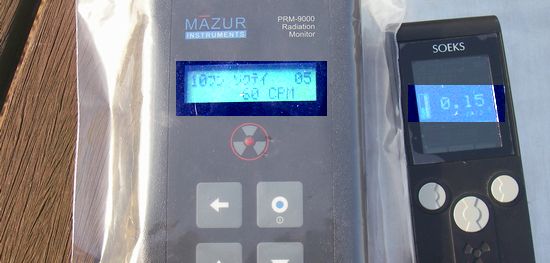 MAZUR
INSTRUMENTS
PRM-9000
Radiation
Monitor
10フン ソクテイ 05
60 CPM
SOEKS
0.15